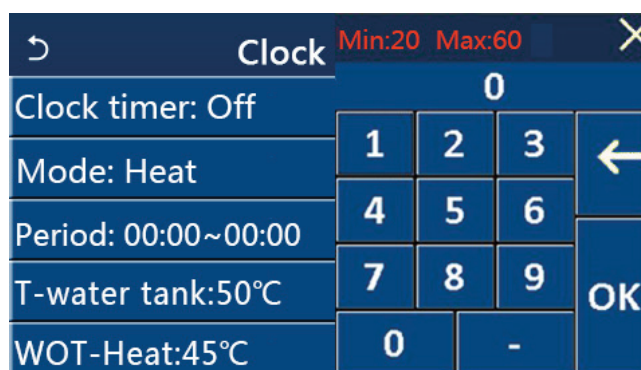 Clock
Clock timer: Off
Mode: Heat
Period: 00:00~00:00
T-water tank:50℃
WOT-Heat:45℃
Min:20 Max:60
0
1 2 3
4 5 6
7 8 9
OK
0 -